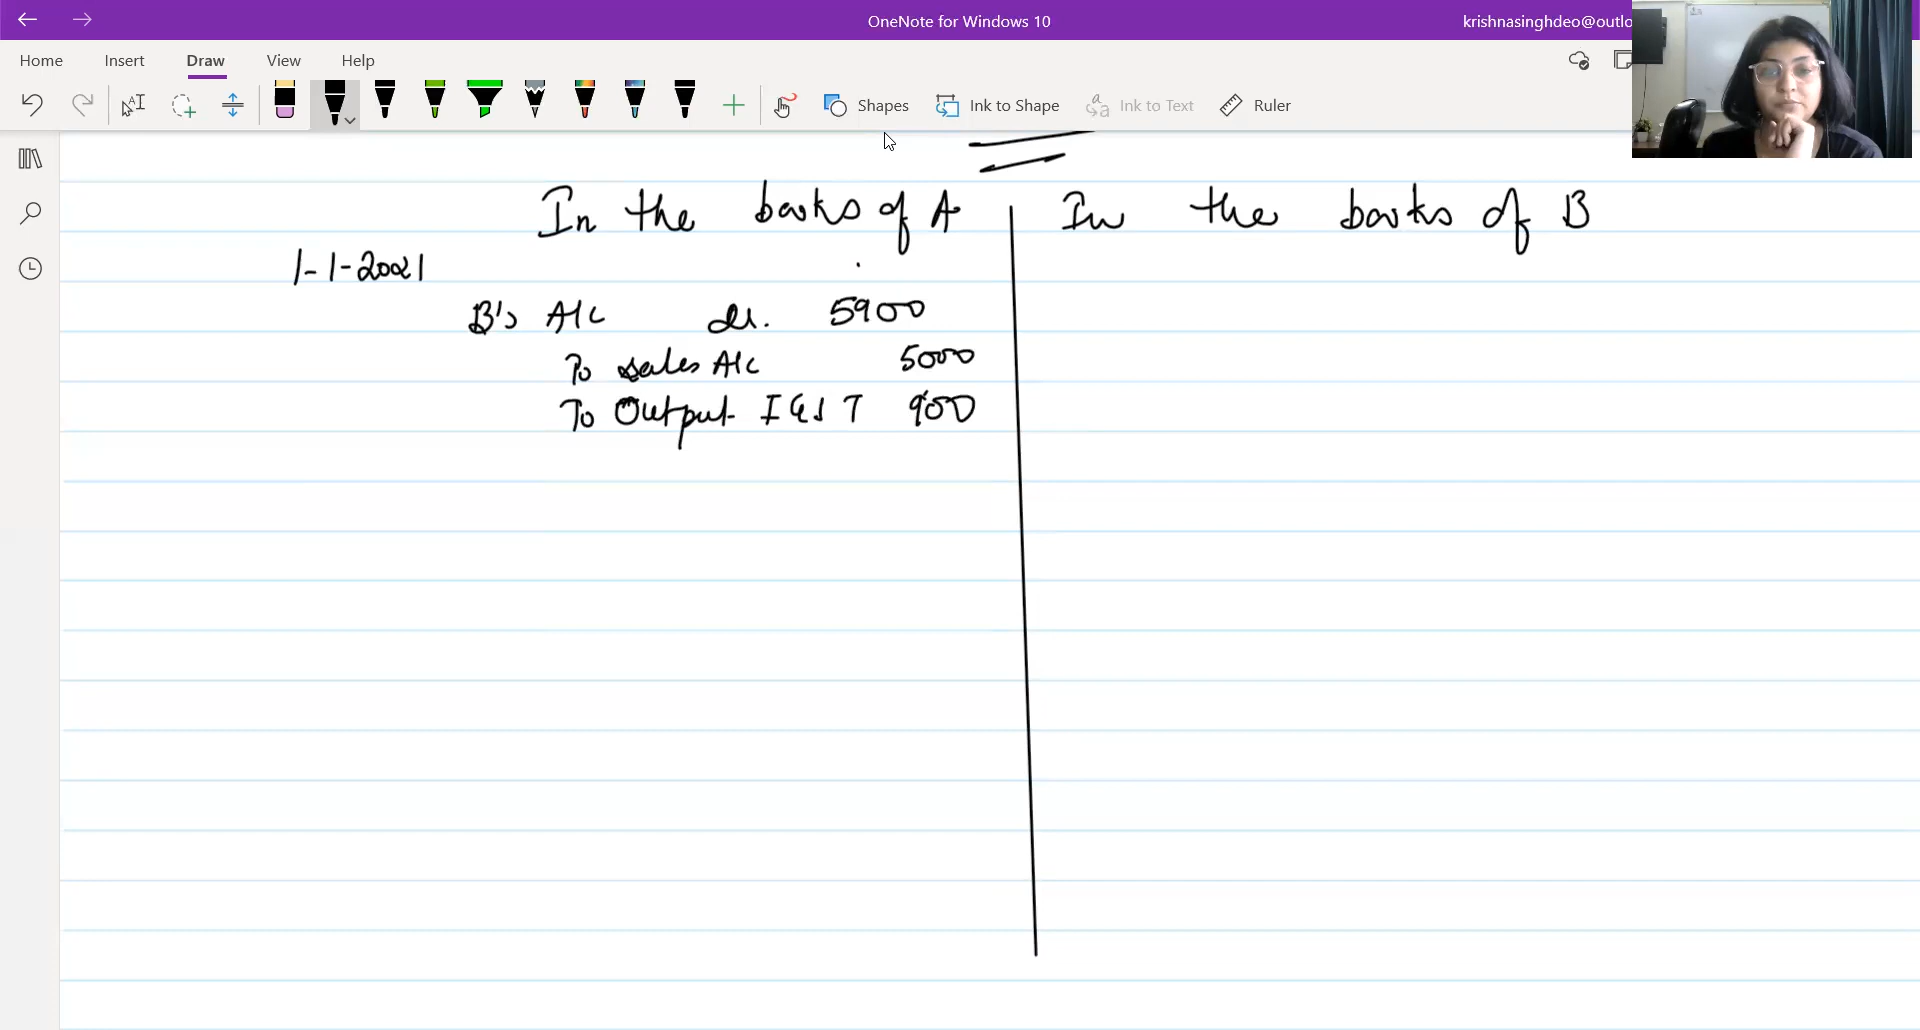 OneNote for Windows 10
krishnasinghdeo@outlo
Home Insert Draw View Help
Shapes Ink to Shape Ink to Text Ruler
In the books of A In the books of B
1-1-2021
B's A/c dr. 5900
To sales A/c 5000
To Output IGST 900